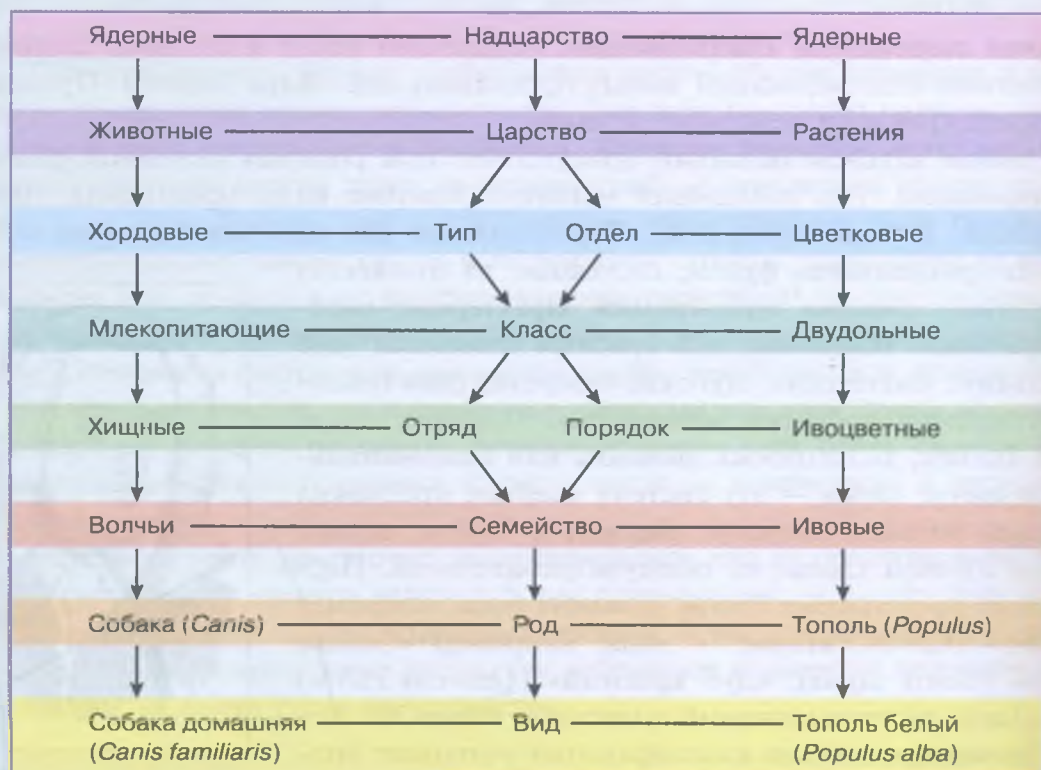 Ядерные Надцарство Ядерные
Животные Царство Растения
Хордовые Тип Отдел Цветковые
Млекопитающие Класс Двудольные
Хищные Отряд Порядок Ивоцветные
Волчьи Семейство Ивовые
Собака (Canis) Род Тополь (Populus)
Собака домашняя Вид Тополь белый
(Canis familiaris) (Populus alba)